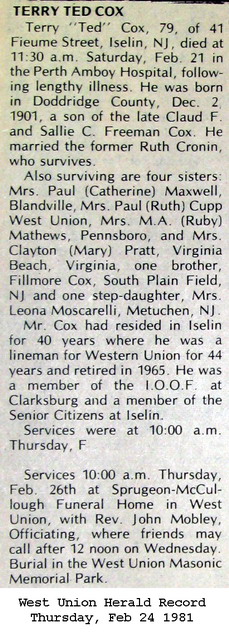 TERRY TED COX
Terry "Ted" Cox, 79, of 41
Fieume Street, Iselin, NJ, died at
11:30 a.m. Saturday, Feb. 21 in
the Perth Amboy Hospital, follow-
ing lengthy illness. He was born
in Doddridge County, Dec. 2,
1901, a son of the late Claud F.
and Sallie C. Freeman Cox. He
married the former Ruth Cronin,
who survives.
Also surviving are four sisters:
Mrs. Paul (Catherine) Maxwell,
Blandville, Mrs. Paul (Ruth) Cupp
West Union, Mrs. M.A. (Ruby)
Mathews, Pennsboro, and Mrs.
Clayton (Mary) Pratt, Virginia
Beach, Virginia, one brother,
Fillmore Cox, South Plain Field,
NJ and one step-daughter, Mrs.
Leona Moscarelli, Metuchen, NJ.
Mr. Cox had resided in Iselin
for 40 years where he was a
lineman for Western Union for 44
years and retired in 1965. He was
a member of the I.O.O.F. at
Clarksburg and a member of the
Senior Citizens at Iselin.
Services were at 10:00 a.m.
Thursday, F
Services 10:00 a.m. Thursday,
Feb. 26th at Sprugeon-McCul-
lough Funeral Home in West
Union, with Rev. John Mobley,
Officiating, where friends may
call after 12 noon on Wednesday.
Burial in the West Union Masonic
Memorial Park.
West Union Herald Record
Thursday, Feb 24 1981